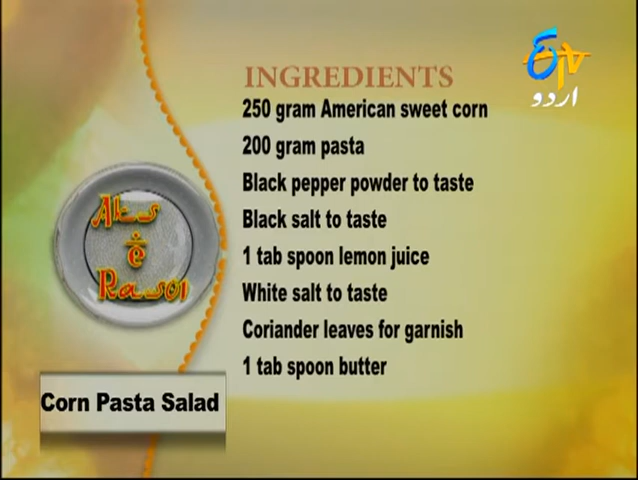 INGREDIENTS
ETV
اردو
250 gram American sweet corn
200 gram pasta
Black pepper powder to taste
Black salt to taste
1 tab spoon lemon juice
White salt to taste
Coriander leaves for garnish
1 tab spoon butter
Aks
é
Rasoi
Corn Pasta Salad